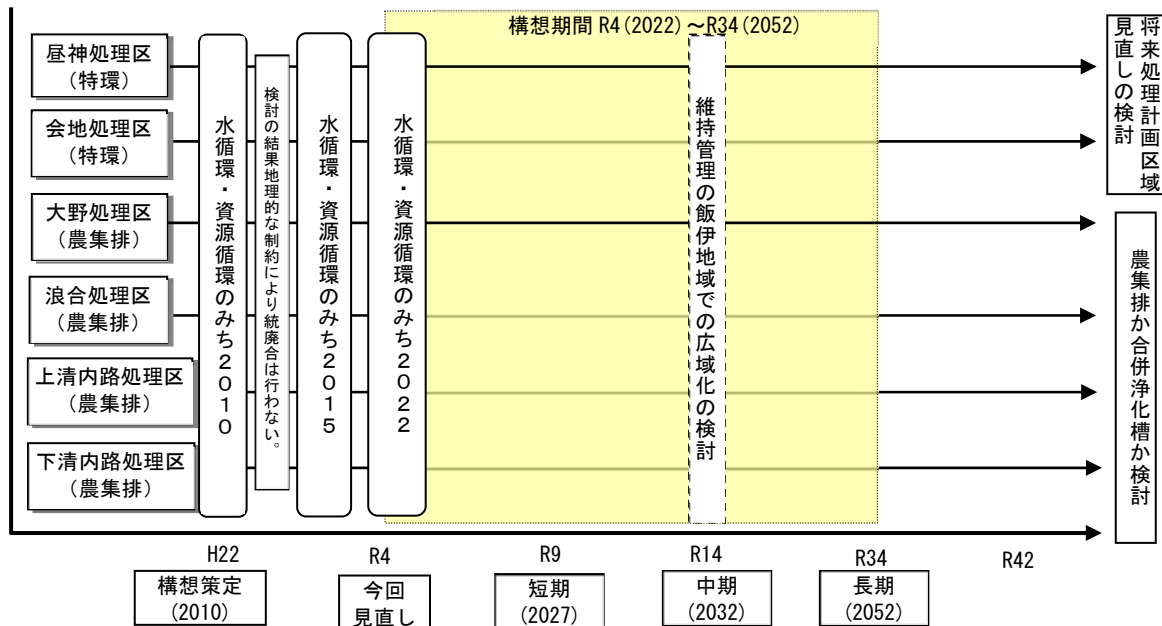 構想期間 R4(2022)～R34(2052)
昼神処理区
(特環)
会地処理区
(特環)
大野処理区
(農集排)
浪合処理区
(農集排)
上清内路処理区
(農集排)
下清内路処理区
(農集排)
水循環・資源循環のみち2010
検討の結果地理的な制約により統廃合は行わない。
水循環・資源循環のみち2015
水循環・資源循環のみち2022
維持管理の飯伊地域での広域化の検討
将来処理計画区域
見直しの検討
農集排か合併浄化槽か検討
H22
R4
R9
R14
R34
R42
構想策定
(2010)
今回
見直し
短期
(2027)
中期
(2032)
長期
(2052)